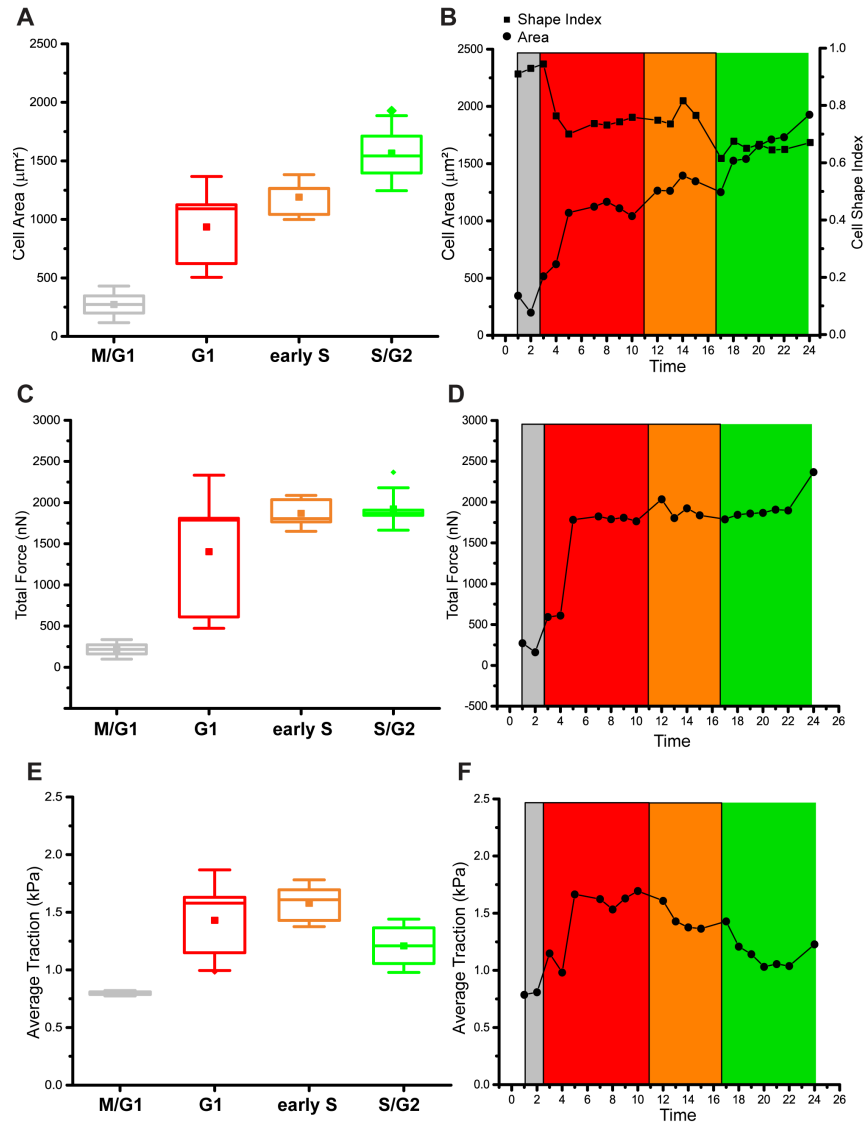 A
2500
2000
1500
1000
500
0
Cell Area (μm²)
M/G1 G1 early S S/G2
B
Shape Index
Area
2500
2000
1500
1000
500
0
Cell Area (μm²)
1.0
0.8
0.6
0.4
0.2
0.0
Cell Shape Index
0 2 4 6 8 10 12 14 16 18 20 22 24
Time
C
3000
2500
2000
1500
1000
500
0
Total Force (nN)
M/G1 G1 early S S/G2
D
3000
2500
2000
1500
1000
500
0
-500
Total Force (nN)
0 2 4 6 8 10 12 14 16 18 20 22 24 26
Time
E
2.5
2.0
1.5
1.0
0.5
0.0
Average Traction (kPa)
M/G1 G1 early S S/G2
F
2.5
2.0
1.5
1.0
0.5
0.0
Average Traction (kPa)
0 2 4 6 8 10 12 14 16 18 20 22 24 26
Time